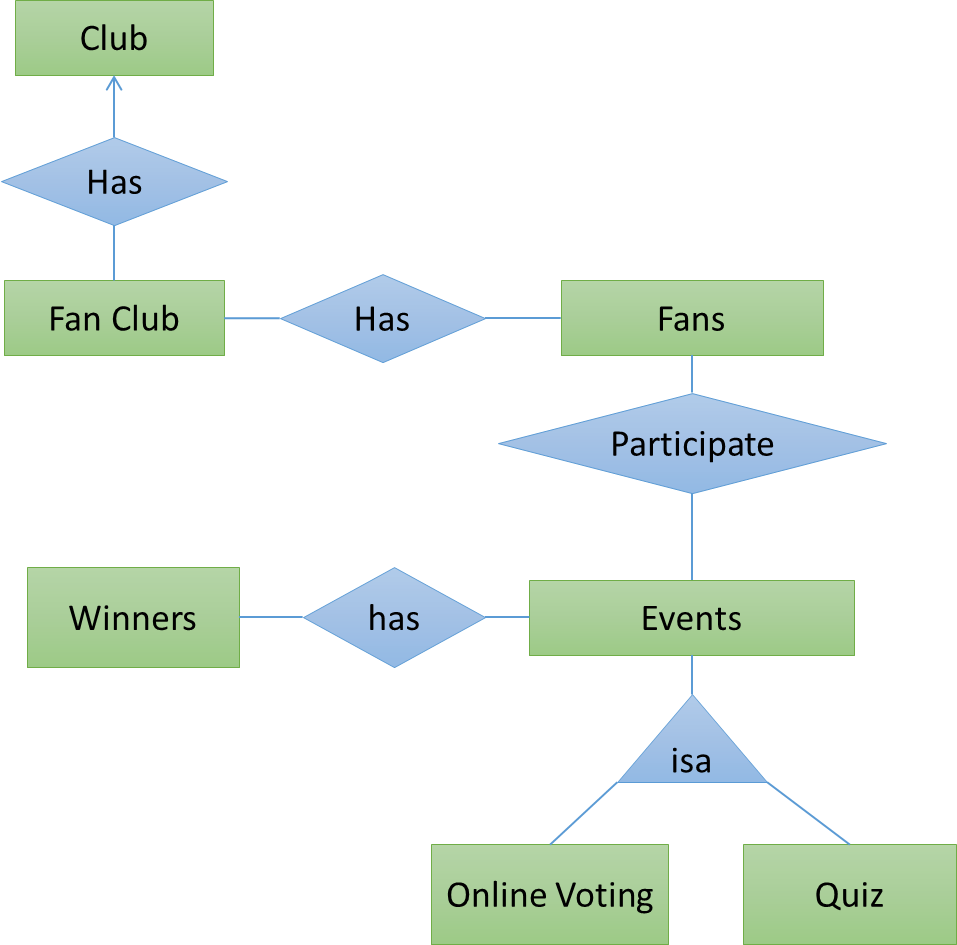 Club
Has
Fan Club
Has
Fans
Participate
Winners
has
Events
isa
Online Voting
Quiz